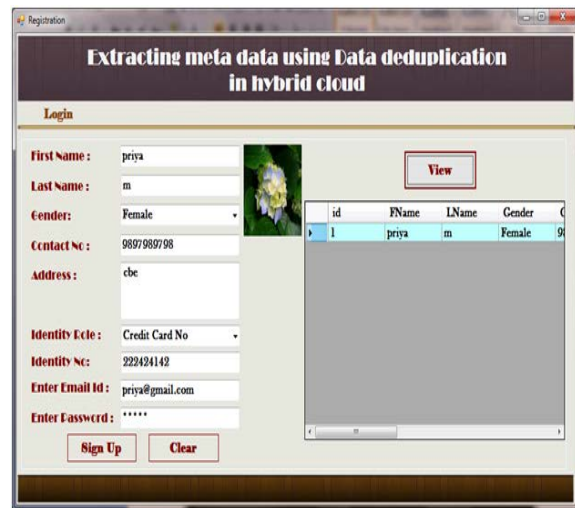 Registration
Extracting meta data using Data deduplication
in hybrid cloud
Login
First Name : priya
Last Name : m
Gender: Female
Contact No : 9897989798
Address : cbe
Identity Role : Credit Card No
Identity No: 222424142
Enter Email Id : priya@gmail.com
Enter Password : *****
Sign Up Clear
View
id FName LName Gender
1 priya m Female